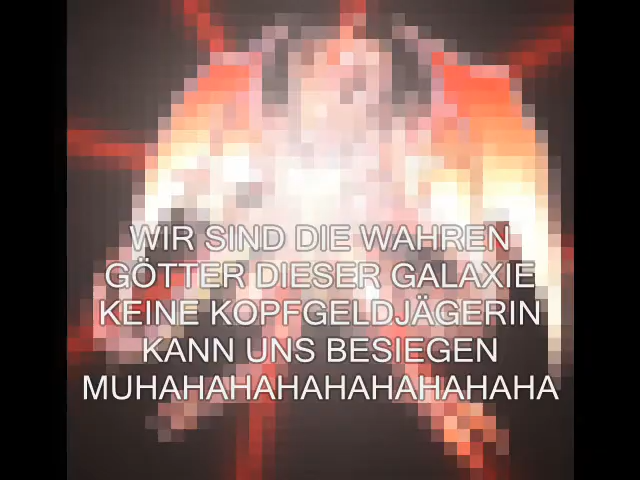 WIR SIND DIE WAHREN
GÖTTER DIESER GALAXIE
KEINE KOPFGELDJÄGERIN
KANN UNS BESIEGEN
MUHAHAHAHAHAHAHAHAHA